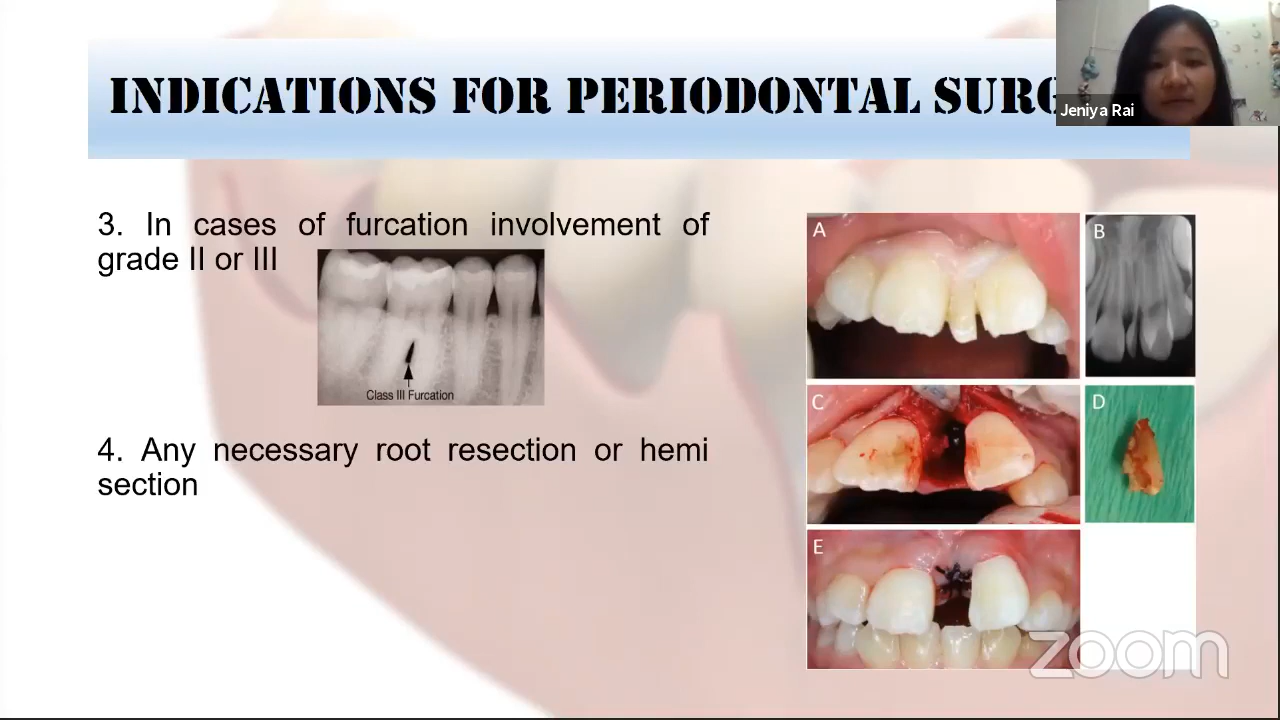 INDICATIONS FOR PERIODONTAL SURG
Jeniya Rai
3. In cases of furcation involvement of
grade II or III
Class III Furcation
4. Any necessary root resection or hemi
section
A
B
C
D
E
zoom